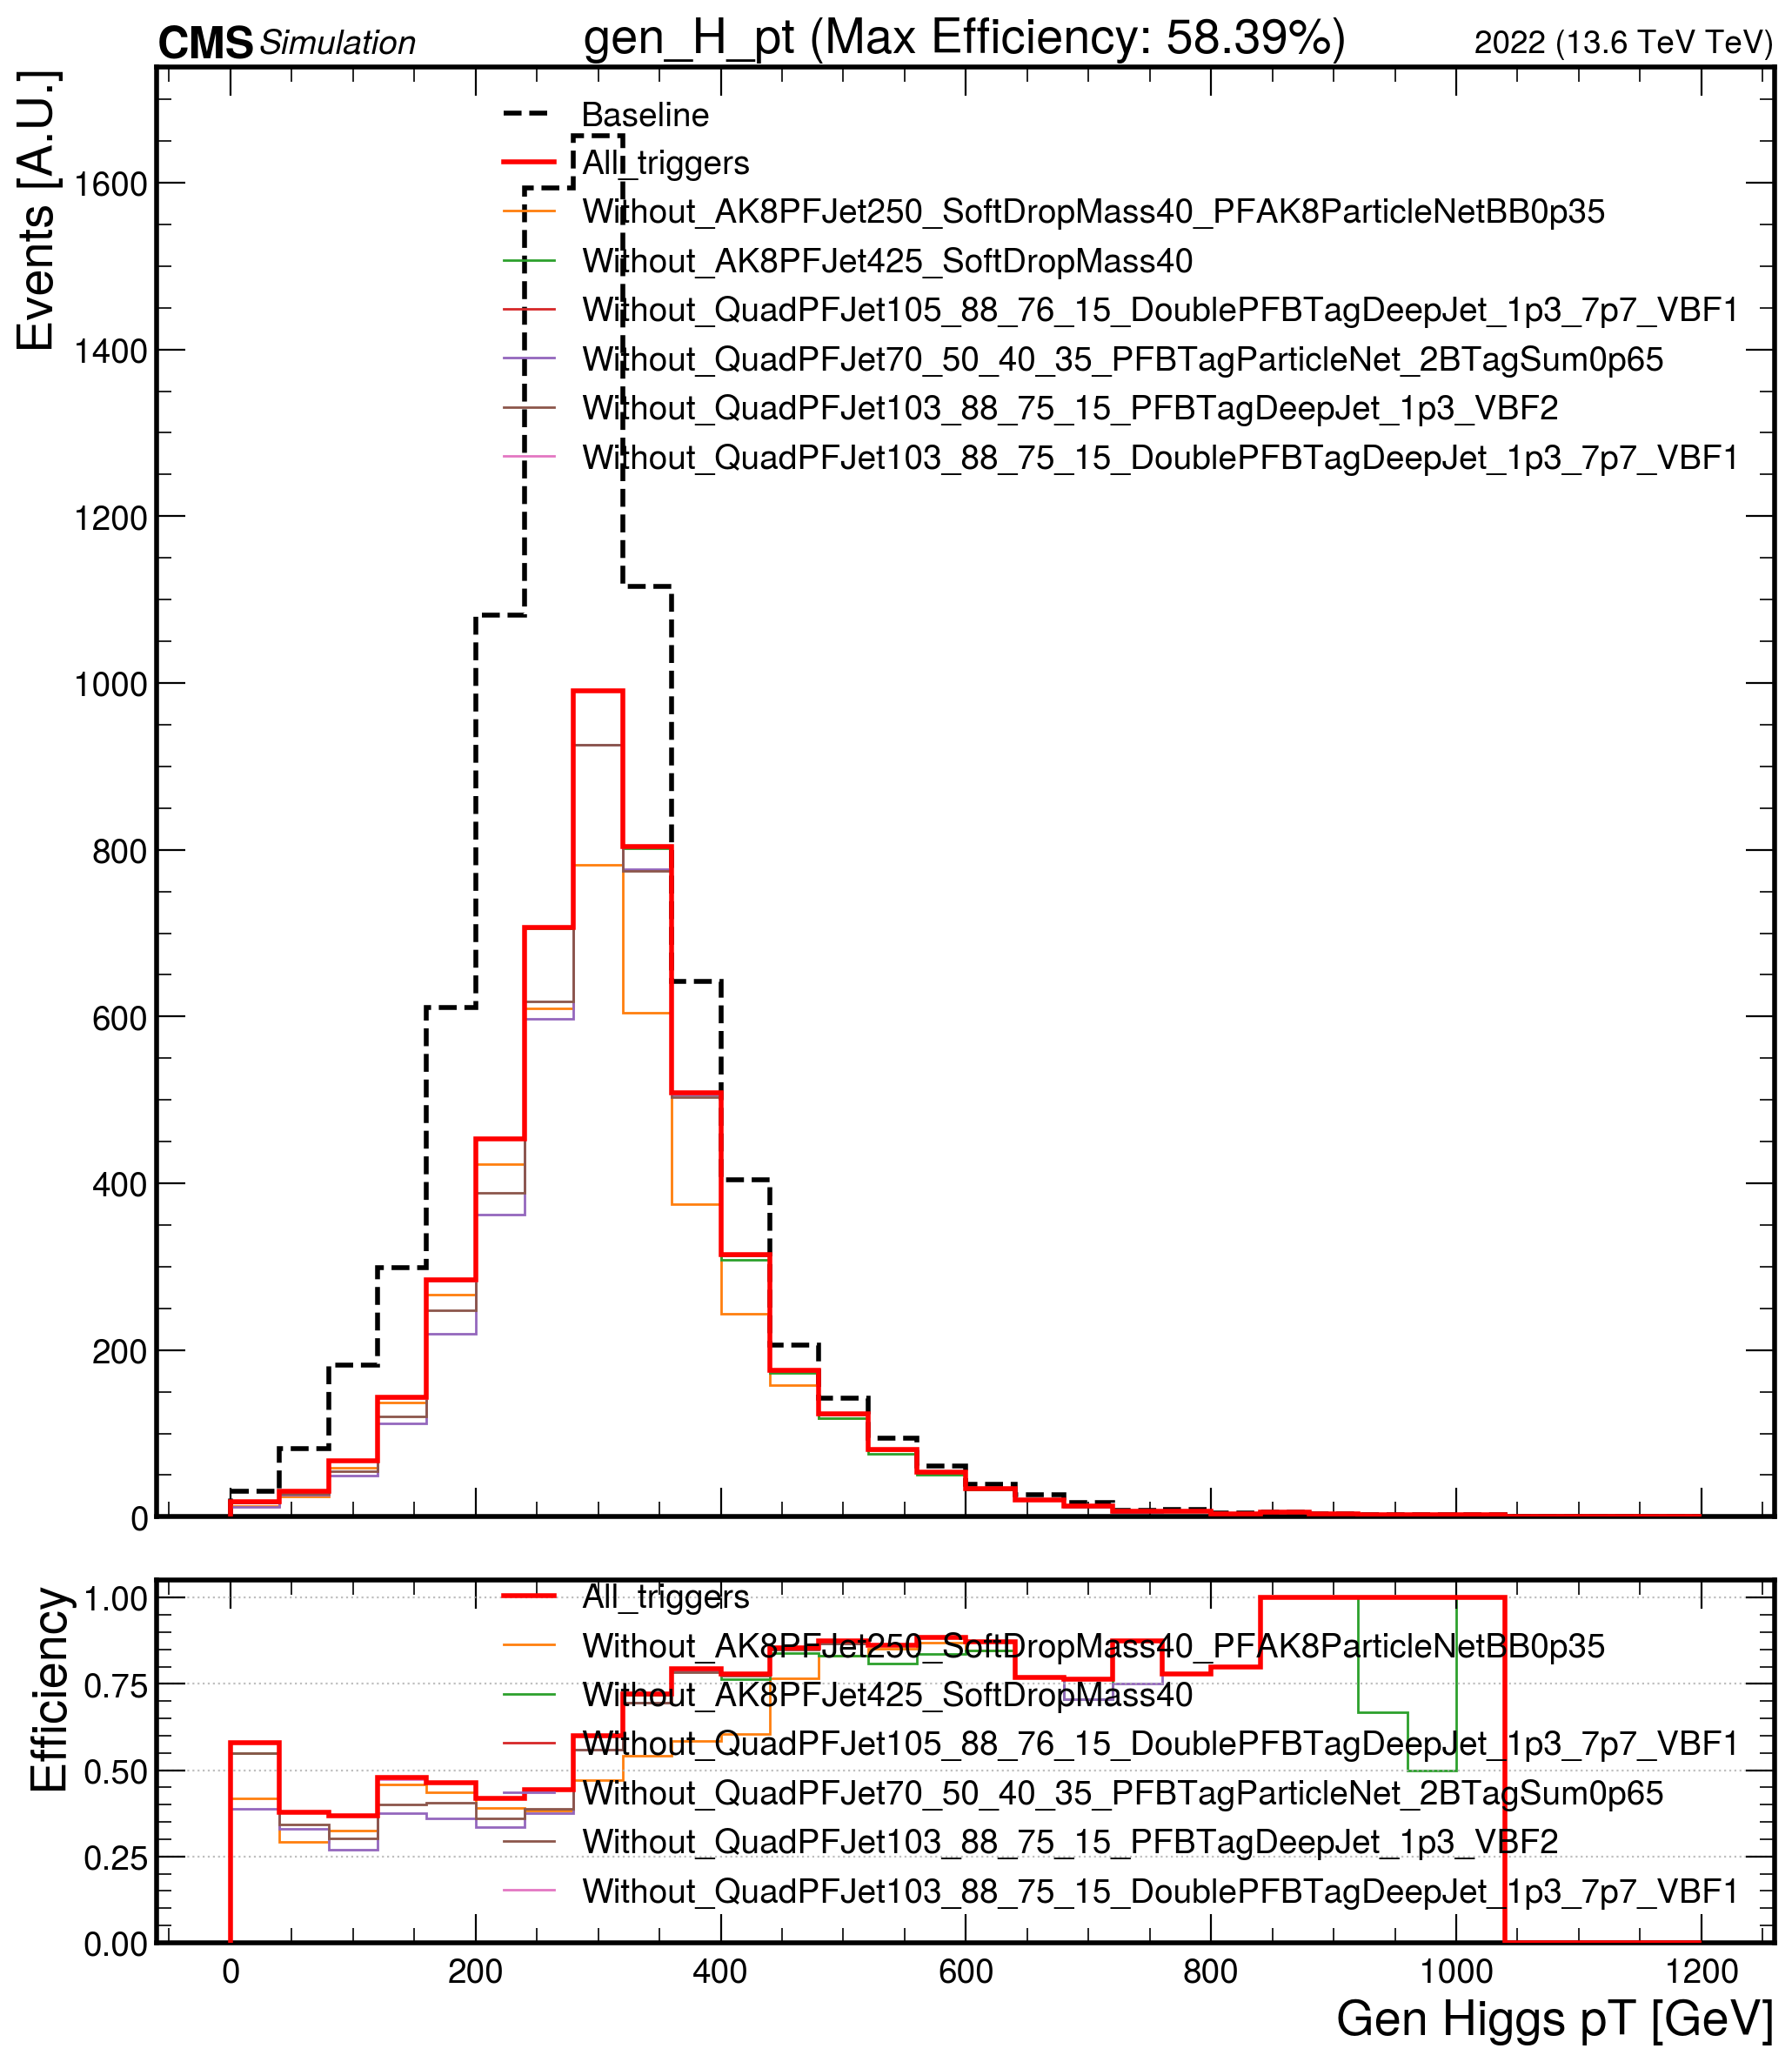 CMS Simulation gen_H_pt (Max Efficiency: 58.39%) 2022 (13.6 TeV TeV)
Events [A.U.]
Baseline
All_triggers
Without_AK8PFJet250_SoftDropMass40_PFAK8ParticleNetBB0p35
Without_AK8PFJet425_SoftDropMass40
Without_QuadPFJet105_88_76_15_DoublePFBTagDeepJet_1p3_7p7_VBF1
Without_QuadPFJet70_50_40_35_PFBTagParticleNet_2BTagSum0p65
Without_QuadPFJet103_88_75_15_PFBTagDeepJet_1p3_VBF2
Without_QuadPFJet103_88_75_15_DoublePFBTagDeepJet_1p3_7p7_VBF1
1600
1400
1200
1000
800
600
400
200
0
Efficiency
All_triggers
Without_AK8PFJet250_SoftDropMass40_PFAK8ParticleNetBB0p35
Without_AK8PFJet425_SoftDropMass40
Without_QuadPFJet105_88_76_15_DoublePFBTagDeepJet_1p3_7p7_VBF1
Without_QuadPFJet70_50_40_35_PFBTagParticleNet_2BTagSum0p65
Without_QuadPFJet103_88_75_15_PFBTagDeepJet_1p3_VBF2
Without_QuadPFJet103_88_75_15_DoublePFBTagDeepJet_1p3_7p7_VBF1
1.00
0.75
0.50
0.25
0.00
0 200 400 600 800 1000 1200
Gen Higgs pT [GeV]